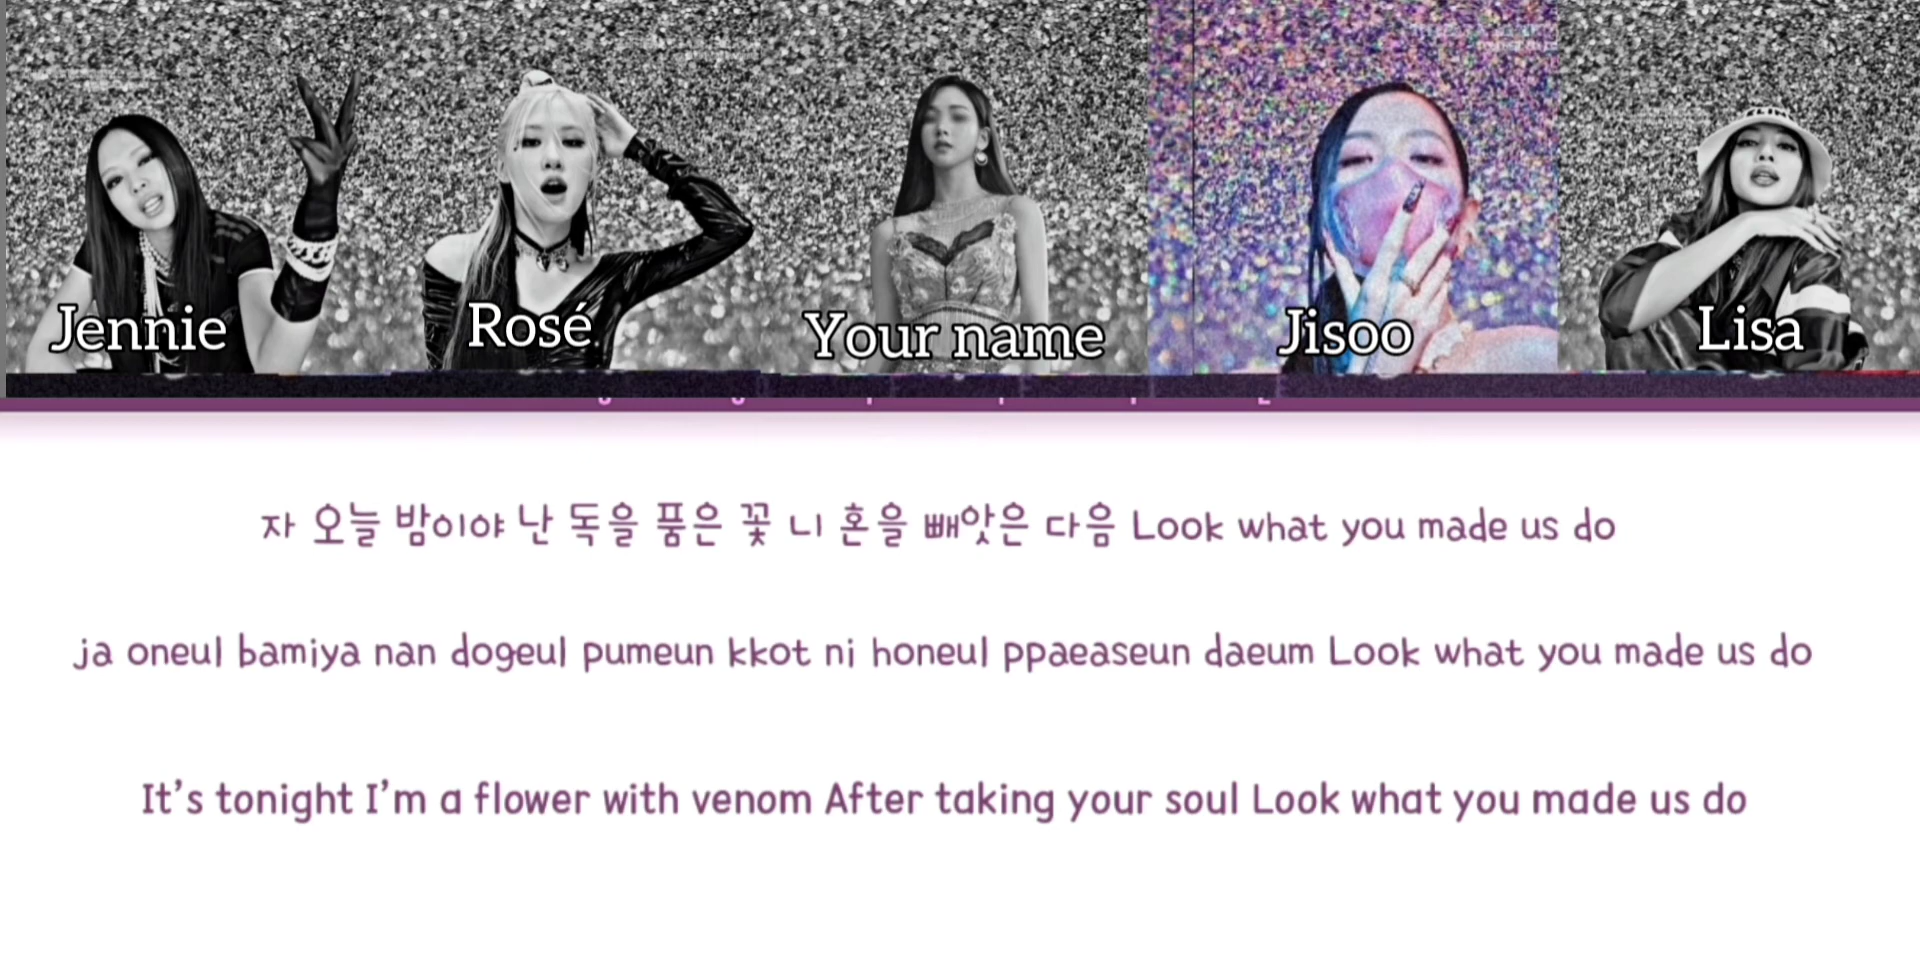 Jennie
Rosé
Your name
Jisoo
Lisa
자 오늘 밤이야 난 독을 품은 꽃 니 혼을 빼앗은 다음 Look what you made us do
ja oneul bamiya nan dogeul pumeun kkot ni honeul ppaeaseun daeum Look what you made us do
It's tonight I'm a flower with venom After taking your soul Look what you made us do